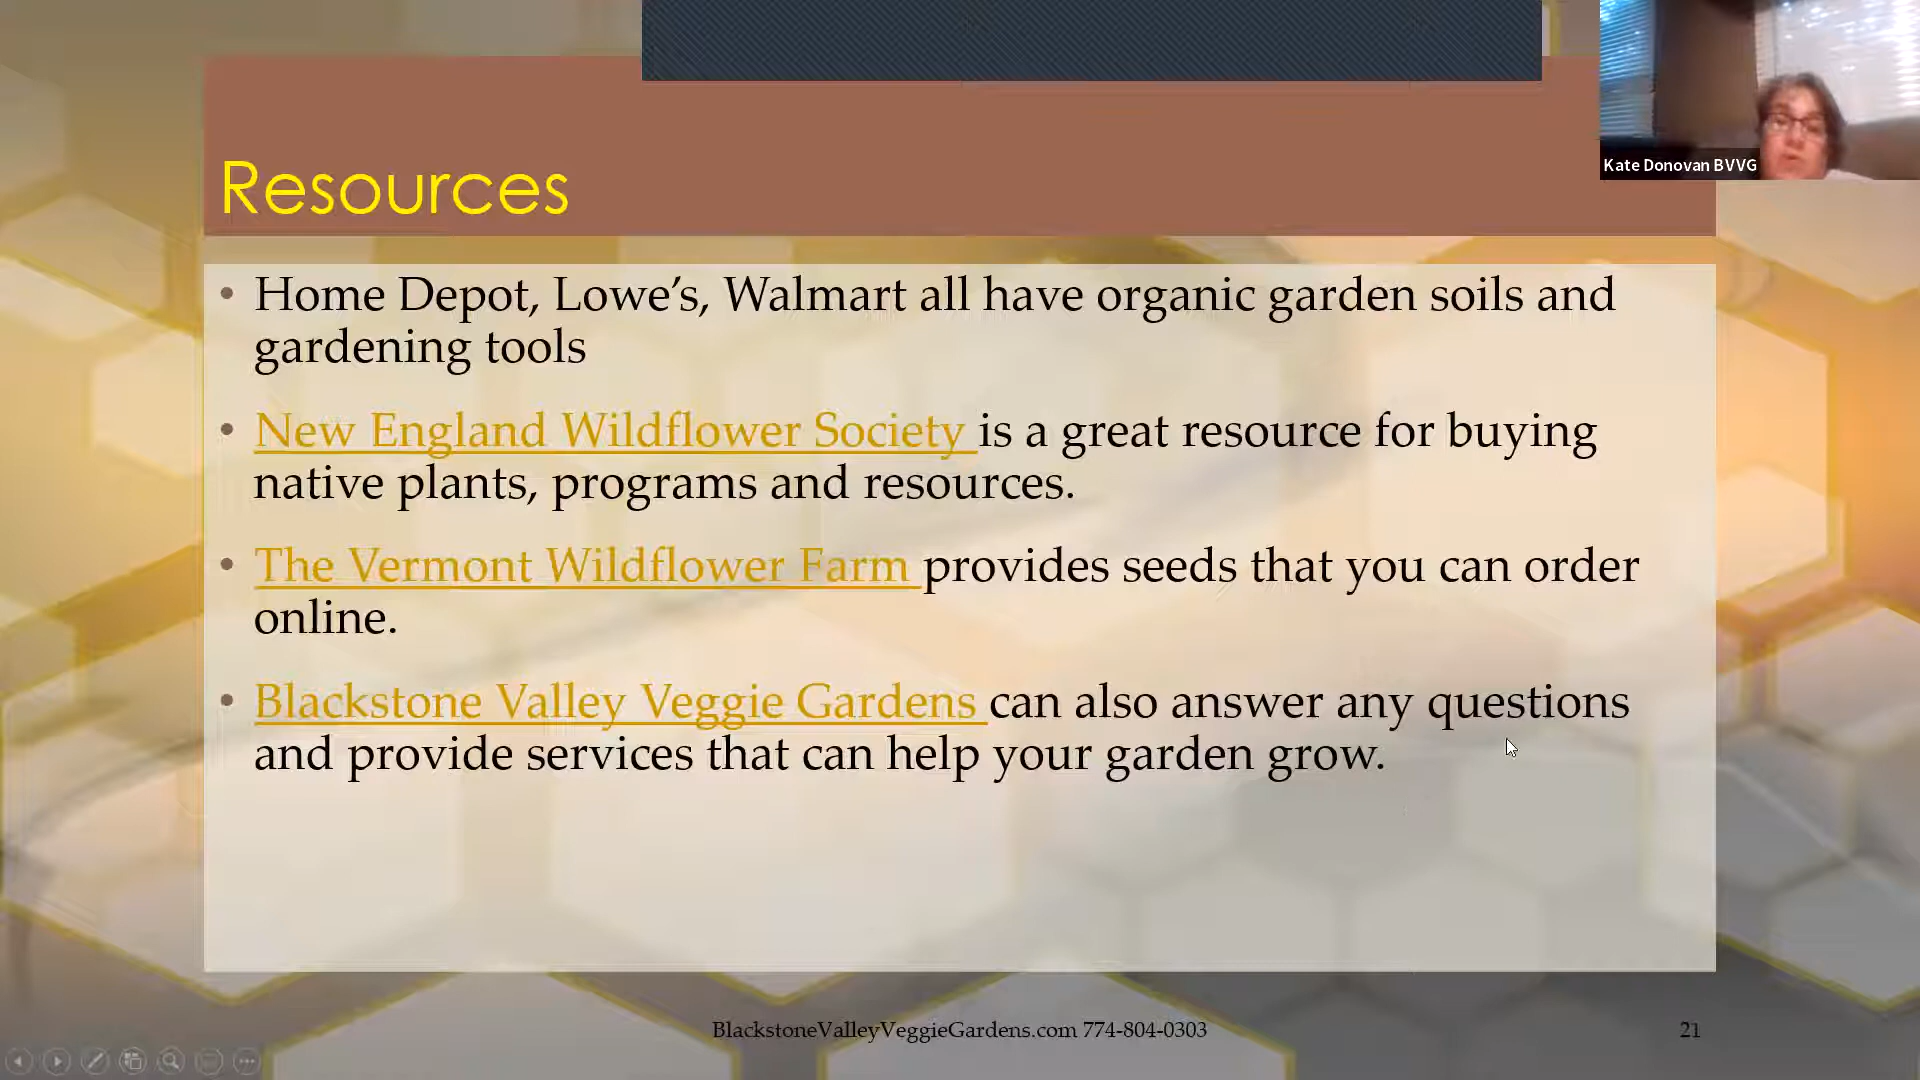 Kate Donovan BVVG
Resources
• Home Depot, Lowe’s, Walmart all have organic garden soils and
gardening tools
• New England Wildflower Society is a great resource for buying
native plants, programs and resources.
• The Vermont Wildflower Farm provides seeds that you can order
online.
• Blackstone Valley Veggie Gardens can also answer any questions
and provide services that can help your garden grow.
BlackstoneValleyVeggieGardens.com 774-804-0303
21